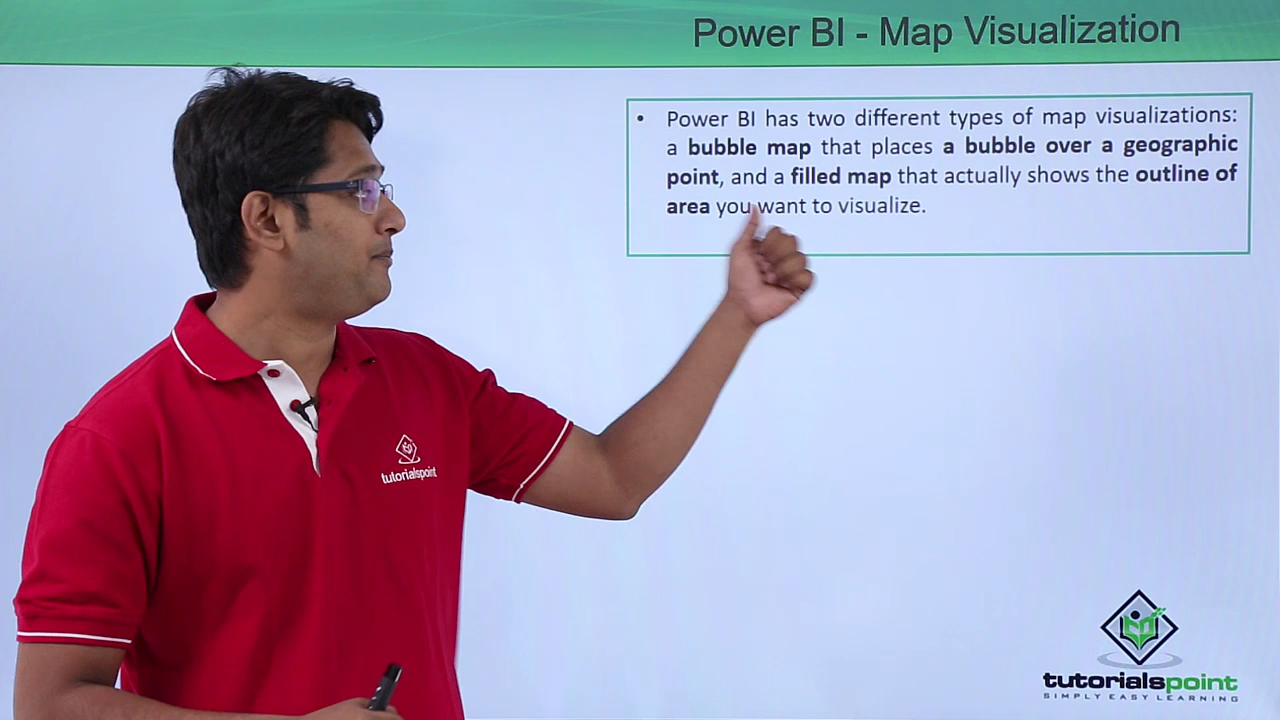 Power BI - Map Visualization
• Power BI has two different types of map visualizations:
a bubble map that places a bubble over a geographic
point, and a filled map that actually shows the outline of
area you want to visualize.
tutorialspoint
tutorialspoint
SIMPLY EASY LEARNING